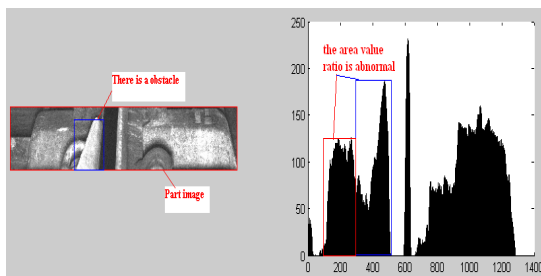 There is a obstacle
Part image
the area value
ratio is abnormal
250
200
150
100
50
0
0 200 400 600 800 1000 1200 1400